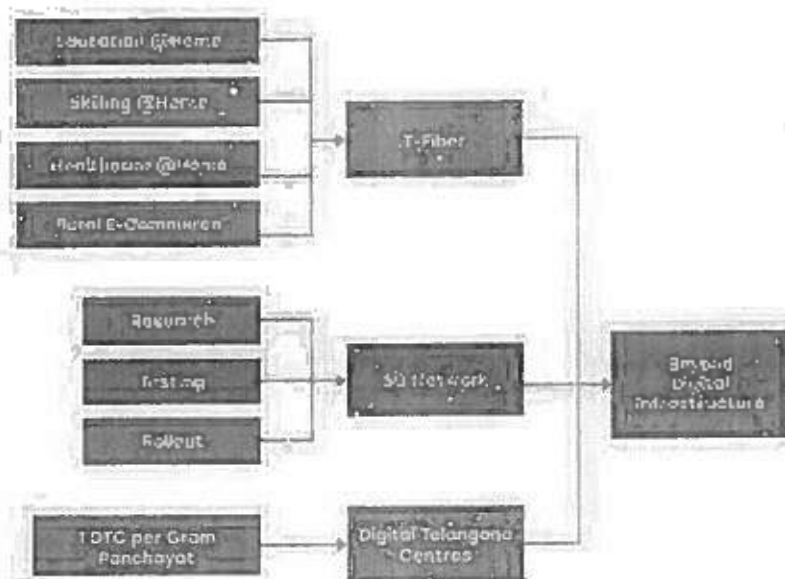 Education @Home
Skilling @Home
Healthcare @Home
Rural E-Commerce
T-Fiber
Research
Testing
Rollout
5G Network
Digital
Infrastructure
1 DTC per Gram
Panchayat
Digital Telangana
Centres